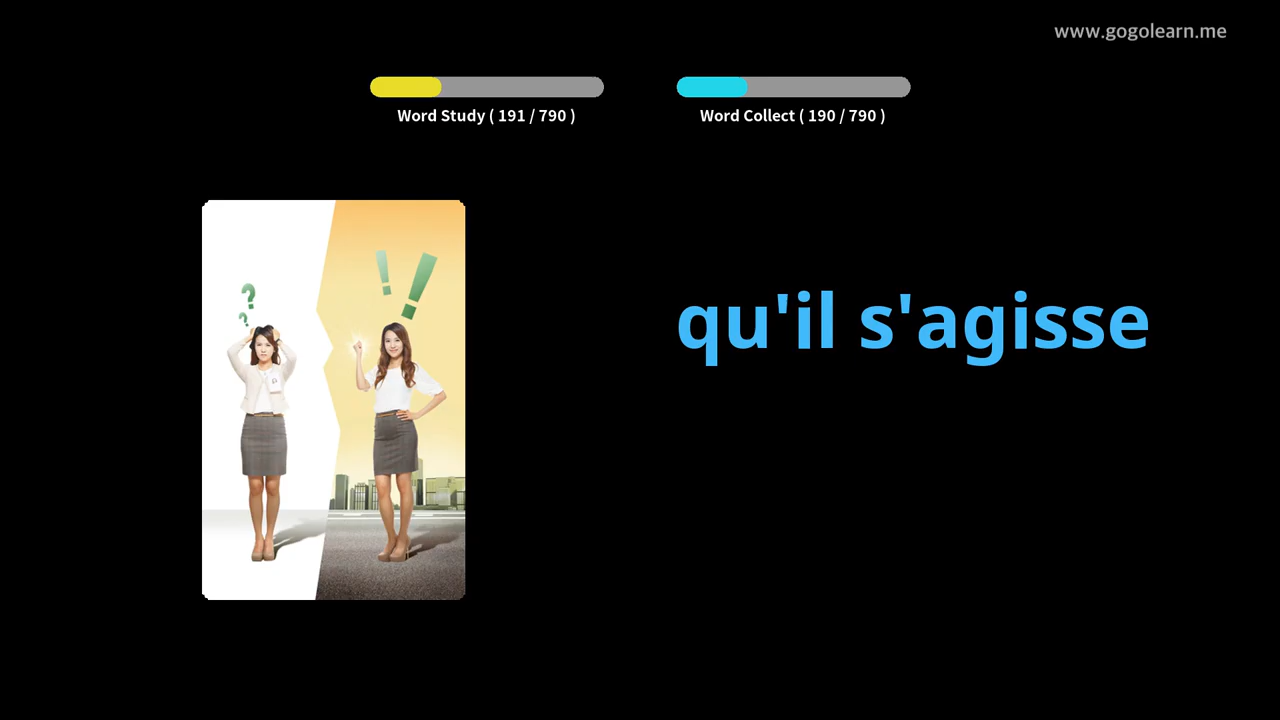 www.gogolearn.me
Word Study ( 191 / 790 )
Word Collect ( 190 / 790 )
? ?
! !
qu'il s'agisse